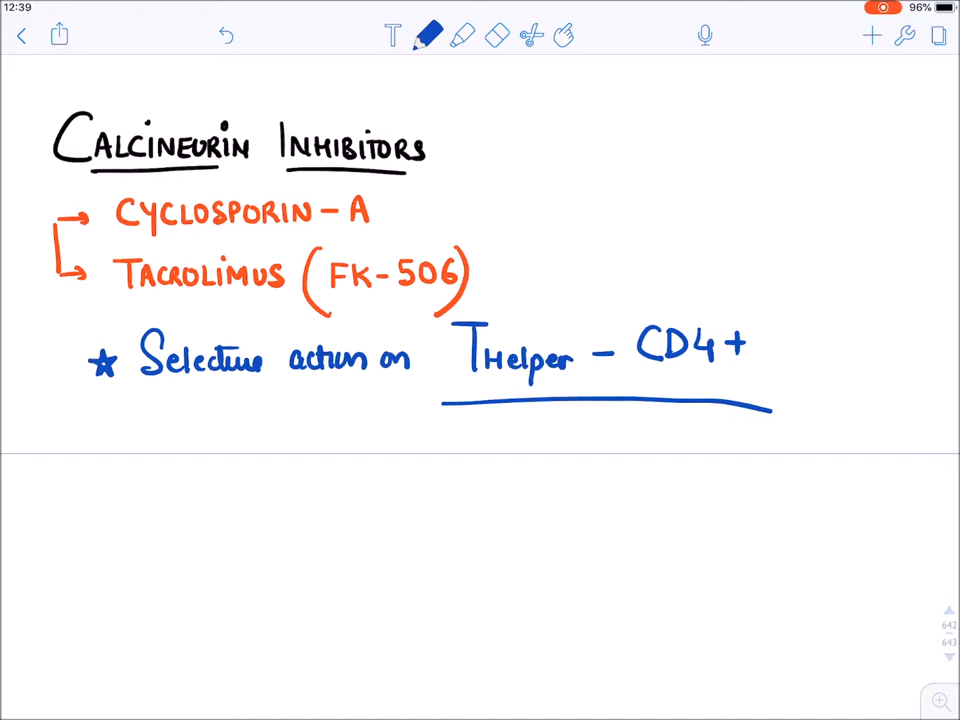 12:39
96%
T
CALCINEURIN INHIBITORS
→ CYCLOSPORIN - A
→ TACROLIMUS (FK-506)
★ Selective action on THelper - CD4+
642
643